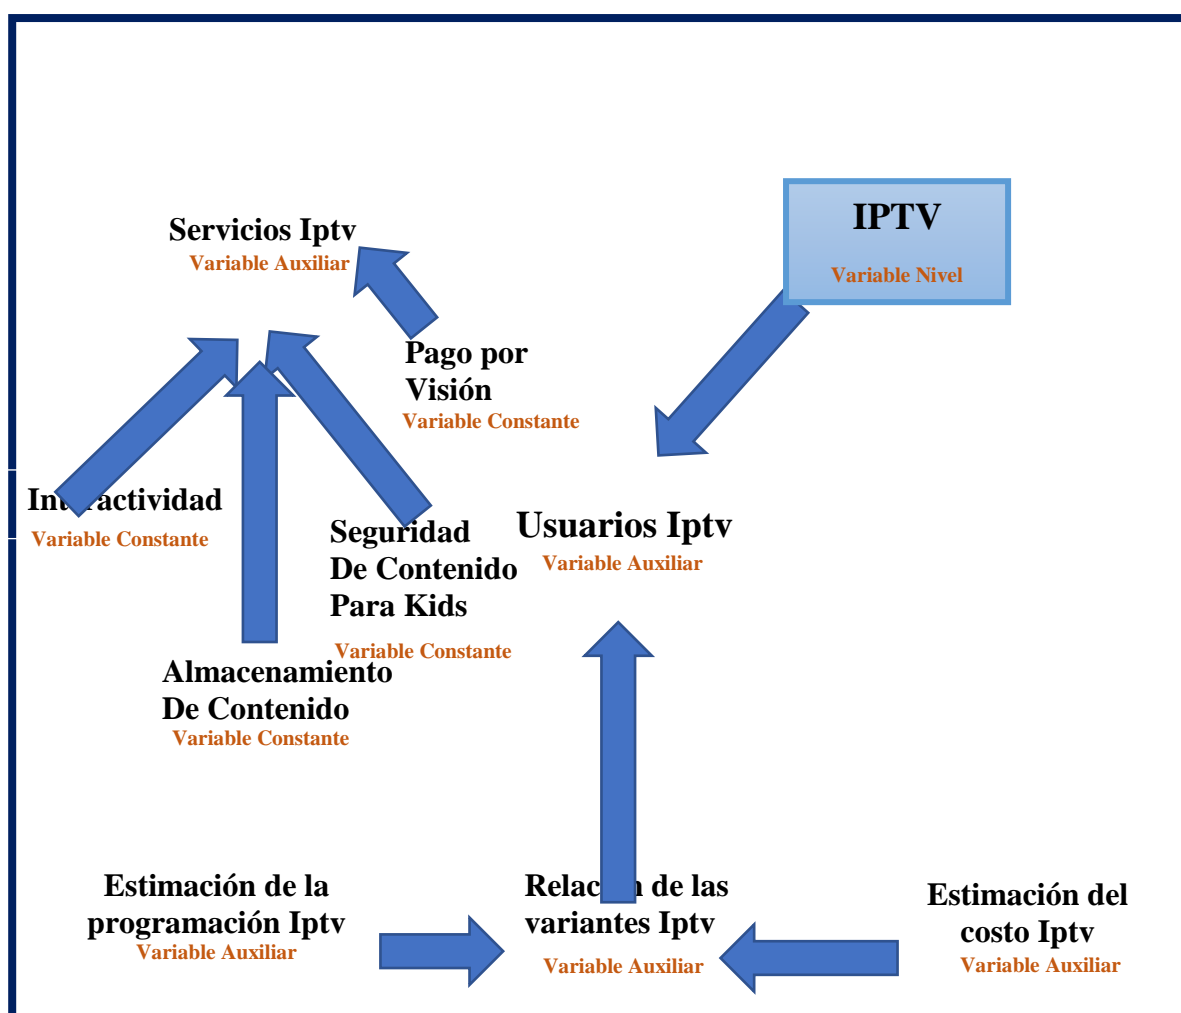 IPTV
Variable Nivel
Servicios Iptv
Variable Auxiliar
Pago por
Visión
Variable Constante
Interactividad
Variable Constante
Seguridad
De Contenido
Para Kids
Variable Constante
Usuarios Iptv
Variable Auxiliar
Almacenamiento
De Contenido
Variable Constante
Estimación de la
programación Iptv
Variable Auxiliar
Relación de las
variantes Iptv
Variable Auxiliar
Estimación del
costo Iptv
Variable Auxiliar